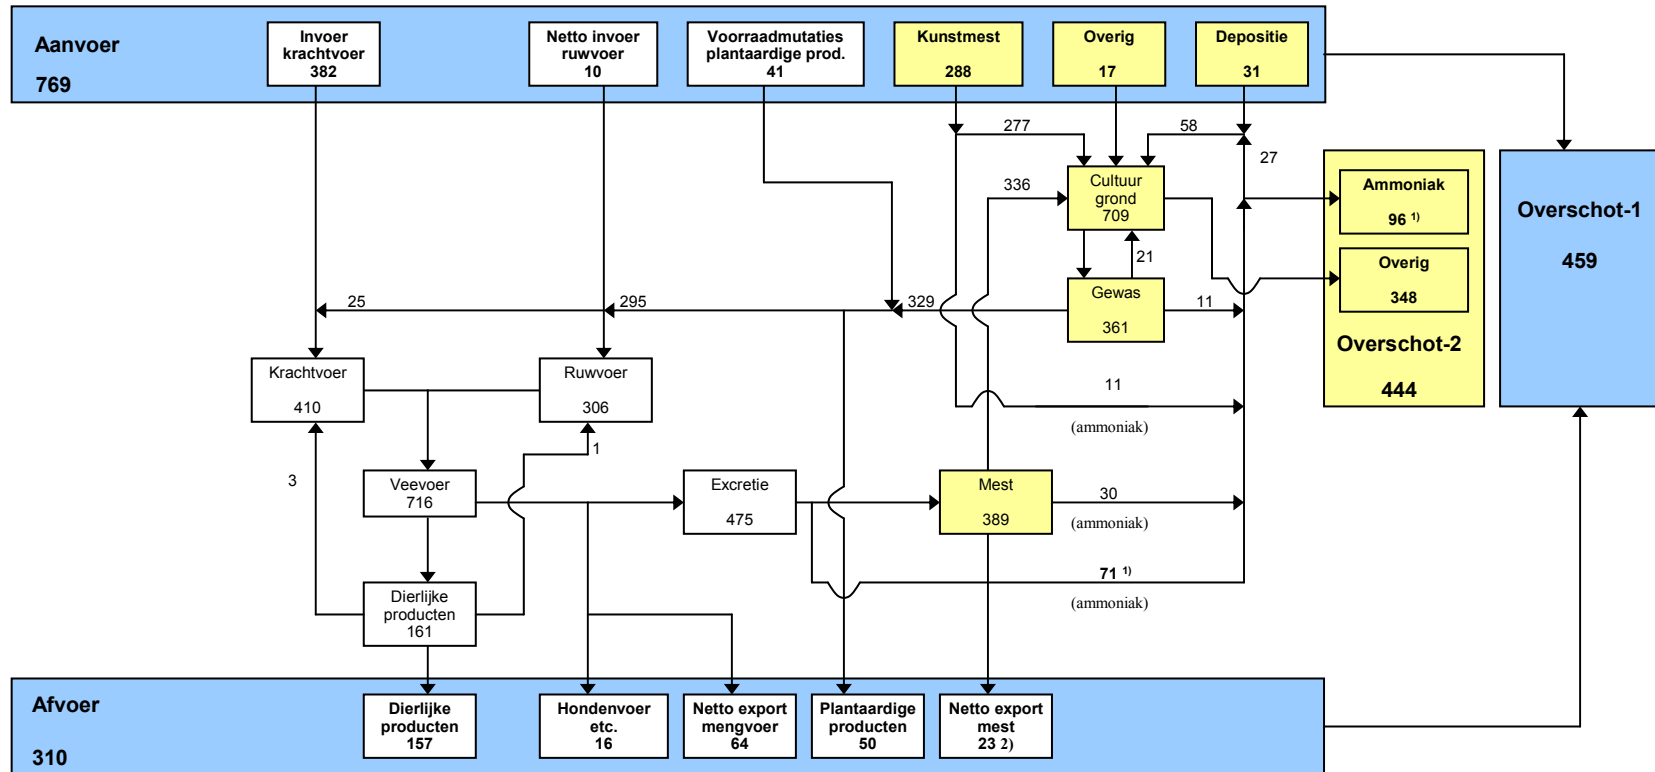 Aanvoer
769
Invoer
krachtvoer
382
Netto invoer
ruwvoer
10
Voorraadmutaties
plantaardige prod.
41
Kunstmest
288
Overig
17
Depositie
31
277
58
27
336
Cultuur
grond
709
21
Ammoniak
96 ¹⁾
Overig
348
Overschot-2
444
Overschot-1
459
25
295
329
Gewas
361
11
Krachtvoer
410
Ruwvoer
306
11
(ammoniak)
3
1
Veevoer
716
Excretie
475
Mest
389
30
(ammoniak)
71 ¹⁾
(ammoniak)
Dierlijke
producten
161
Afvoer
310
Dierlijke
producten
157
Hondenvoer
etc.
16
Netto export
mengvoer
64
Plantaardige
producten
50
Netto export
mest
23 2)